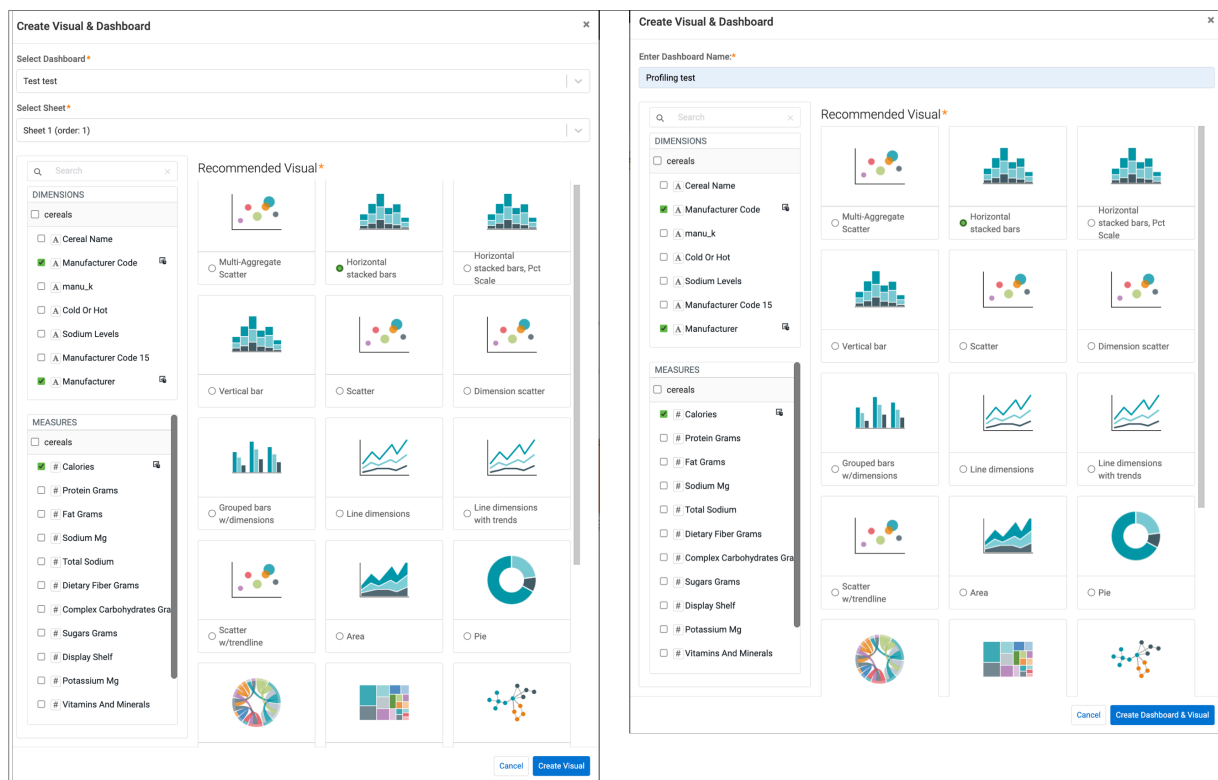 Create Visual & Dashboard
×
Select Dashboard*
Test test
Select Sheet*
Sheet 1 (order: 1)
Search
×
DIMENSIONS
cereals
A Cereal Name
A Manufacturer Code
A manu_k
A Cold Or Hot
A Sodium Levels
A Manufacturer Code 15
A Manufacturer
MEASURES
cereals
# Calories
# Protein Grams
# Fat Grams
# Sodium Mg
# Total Sodium
# Dietary Fiber Grams
# Complex Carbohydrates Gra
# Sugars Grams
# Display Shelf
# Potassium Mg
# Vitamins And Minerals
Recommended Visual*
Multi-Aggregate
Scatter
Horizontal
stacked bars
Horizontal
stacked bars, Pct
Scale
Vertical bar
Scatter
Dimension scatter
Grouped bars
w/dimensions
Line dimensions
Line dimensions
with trends
Scatter
w/trendline
Area
Pie
Cancel
Create Visual
Create Visual & Dashboard
×
Enter Dashboard Name:*
Profiling test
Search
×
DIMENSIONS
cereals
A Cereal Name
A Manufacturer Code
A manu_k
A Cold Or Hot
A Sodium Levels
A Manufacturer Code 15
A Manufacturer
MEASURES
cereals
# Calories
# Protein Grams
# Fat Grams
# Sodium Mg
# Total Sodium
# Dietary Fiber Grams
# Complex Carbohydrates Gra
# Sugars Grams
# Display Shelf
# Potassium Mg
# Vitamins And Minerals
Recommended Visual*
Multi-Aggregate
Scatter
Horizontal
stacked bars
Horizontal
stacked bars, Pct
Scale
Vertical bar
Scatter
Dimension scatter
Grouped bars
w/dimensions
Line dimensions
Line dimensions
with trends
Scatter
w/trendline
Area
Pie
Cancel
Create Dashboard & Visual